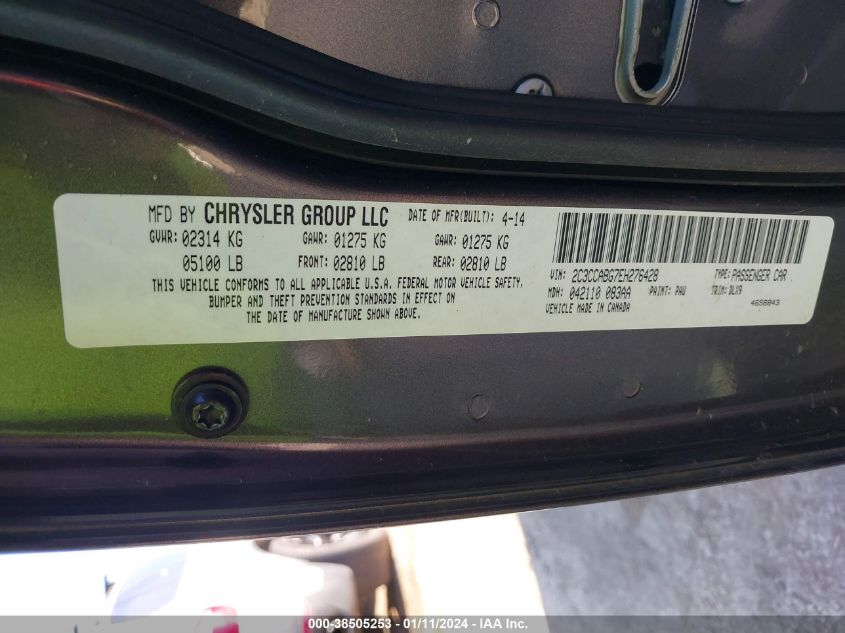 MFD BY CHRYSLER GROUP LLC DATE OF MFR(BUILT): 4-14
GVWR: 02314 KG GAWR: 01275 KG GAWR: 01275 KG
05100 LB FRONT: 02810 LB REAR: 02810 LB
THIS VEHICLE CONFORMS TO ALL APPLICABLE U.S.A. FEDERAL MOTOR VEHICLE SAFETY,
BUMPER AND THEFT PREVENTION STANDARDS IN EFFECT ON
THE DATE OF MANUFACTURE SHOWN ABOVE.
VIN: 2C3CCABG7EH276428 TYPE: PASSENGER CAR
MDH: 042110 083AA PAINT: PAU TRIM: DLX9
VEHICLE MADE IN CANADA 4658843
000-38505253 - 01/11/2024 - IAA Inc.